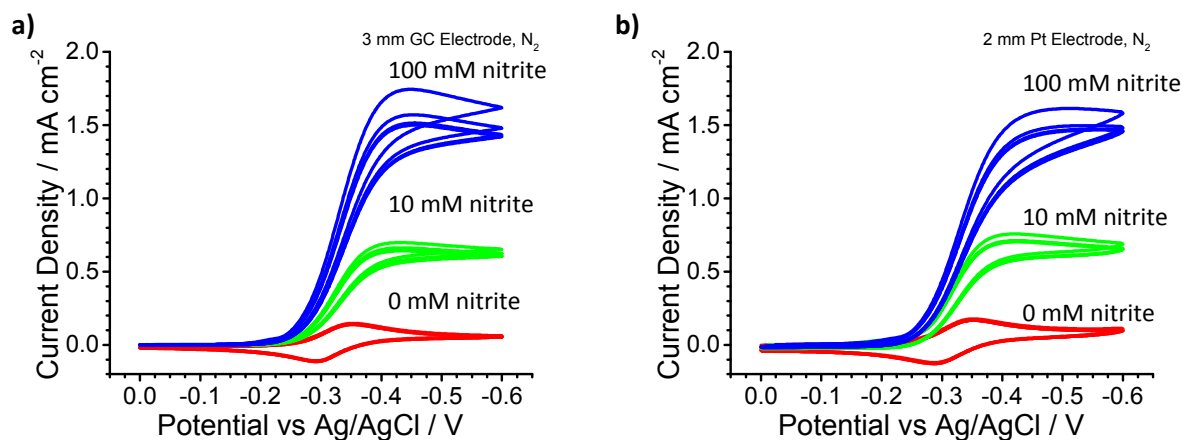 a)
3 mm GC Electrode, N2
2.0
1.5
1.0
0.5
0.0
100 mM nitrite
10 mM nitrite
0 mM nitrite
0.0 -0.1 -0.2 -0.3 -0.4 -0.5 -0.6
Current Density / mA cm-2
Potential vs Ag/AgCl / V
b)
2 mm Pt Electrode, N2
2.0
1.5
1.0
0.5
0.0
100 mM nitrite
10 mM nitrite
0 mM nitrite
0.0 -0.1 -0.2 -0.3 -0.4 -0.5 -0.6
Current Density / mA cm-2
Potential vs Ag/AgCl / V